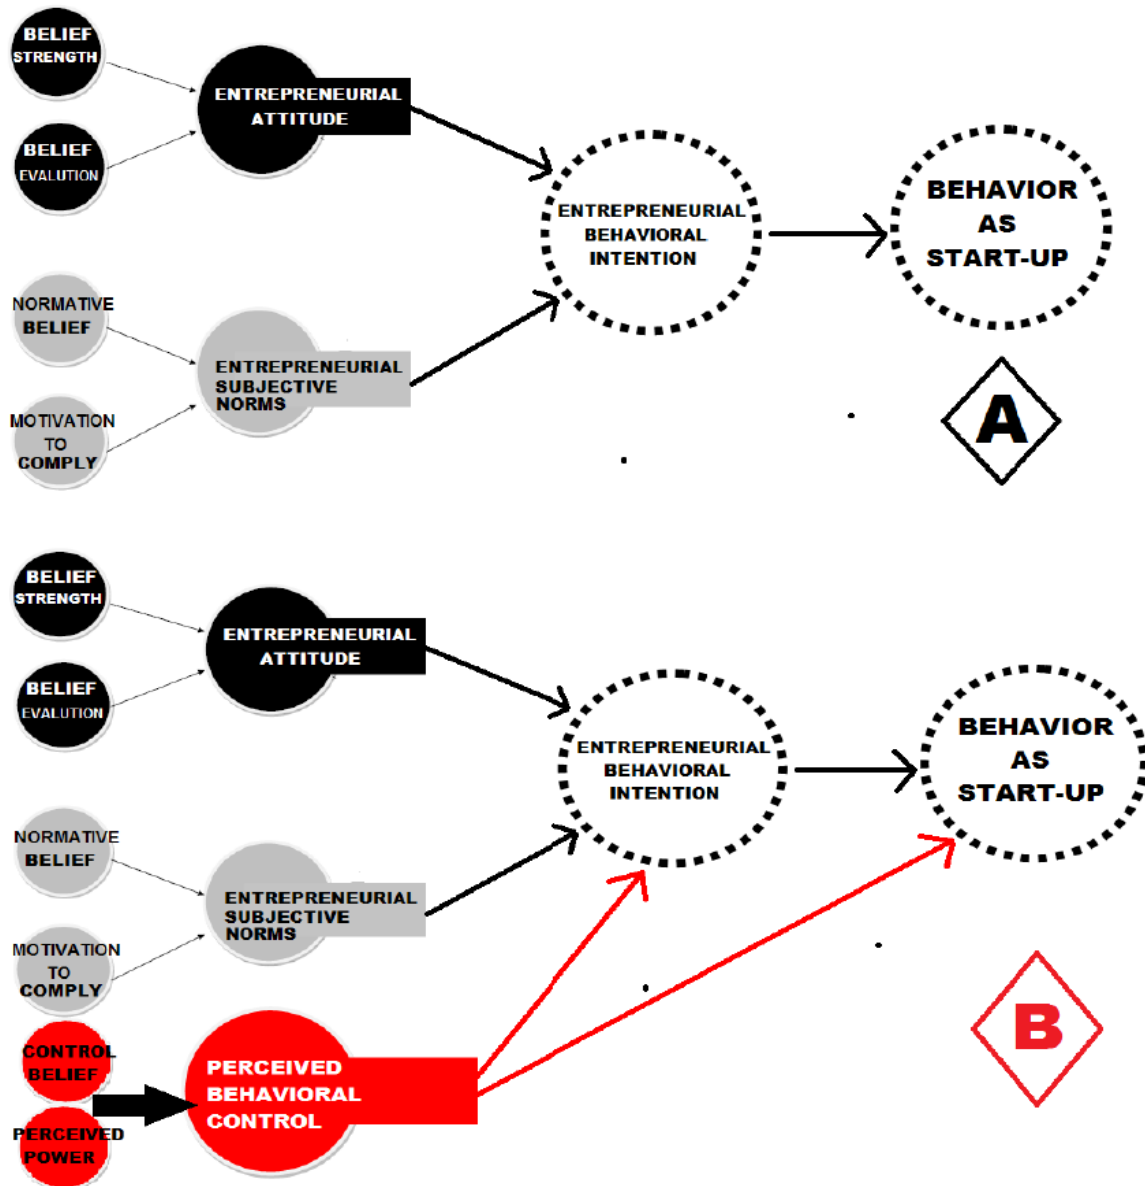 BELIEF
STRENGTH
BELIEF
EVALUTION
ENTREPRENEURIAL
ATTITUDE
NORMATIVE
BELIEF
MOTIVATION
TO
COMPLY
ENTREPRENEURIAL
SUBJECTIVE
NORMS
ENTREPRENEURIAL
BEHAVIORAL
INTENTION
BEHAVIOR
AS
START-UP
A
BELIEF
STRENGTH
BELIEF
EVALUTION
ENTREPRENEURIAL
ATTITUDE
NORMATIVE
BELIEF
MOTIVATION
TO
COMPLY
ENTREPRENEURIAL
SUBJECTIVE
NORMS
CONTROL
BELIEF
PERCEIVED
POWER
PERCEIVED
BEHAVIORAL
CONTROL
ENTREPRENEURIAL
BEHAVIORAL
INTENTION
BEHAVIOR
AS
START-UP
B